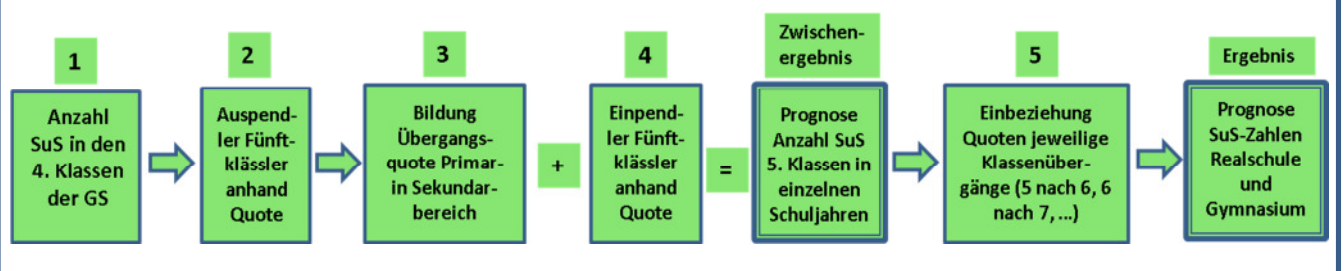 1
Anzahl
SuS in den
4. Klassen
der GS
2
Auspend-
ler Fünft-
klässler
anhand
Quote
3
Bildung
Übergangs-
quote Primar-
in Sekundar-
bereich
+
4
Einpend-
ler Fünft-
klässler
anhand
Quote
=
Zwischen-
ergebnis
Prognose
Anzahl SuS
5. Klassen in
einzelnen
Schuljahren
5
Einbeziehung
Quoten jeweilige
Klassenüber-
gänge (5 nach 6, 6
nach 7, ...)
Ergebnis
Prognose
SuS-Zahlen
Realschule
und
Gymnasium